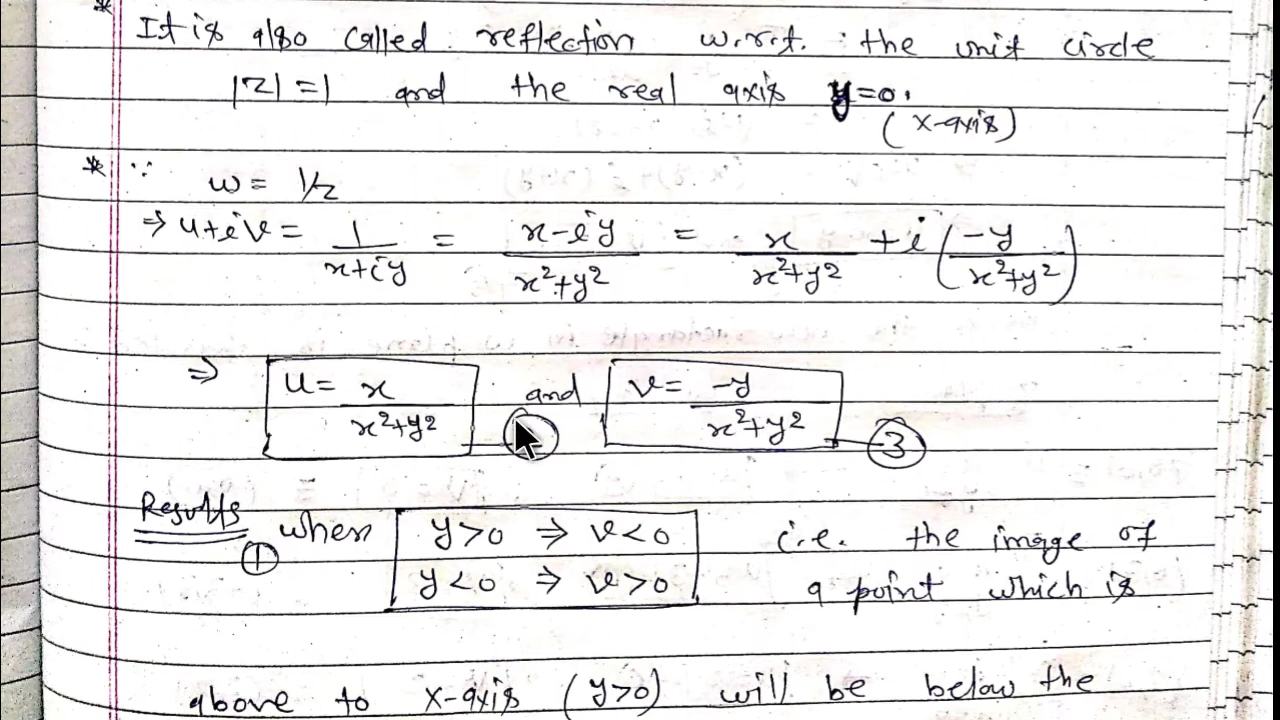 * It is also called reflection w.r.t. the unit circle
|z| = 1 and the real axis y=0.
(x-axis)
* ∵ w = 1/z
⇒ u+iv = 1/(x+iy) = (x-iy)/(x²+y²) = x/(x²+y²) + i(-y/(x²+y²))
⇒ u = x/(x²+y²) and v = -y/(x²+y²) — ③
Results
① when y>0 ⇒ v<0 i.e. the image of
y<0 ⇒ v>0 a point which is
above to x-axis (y>0) will be below the